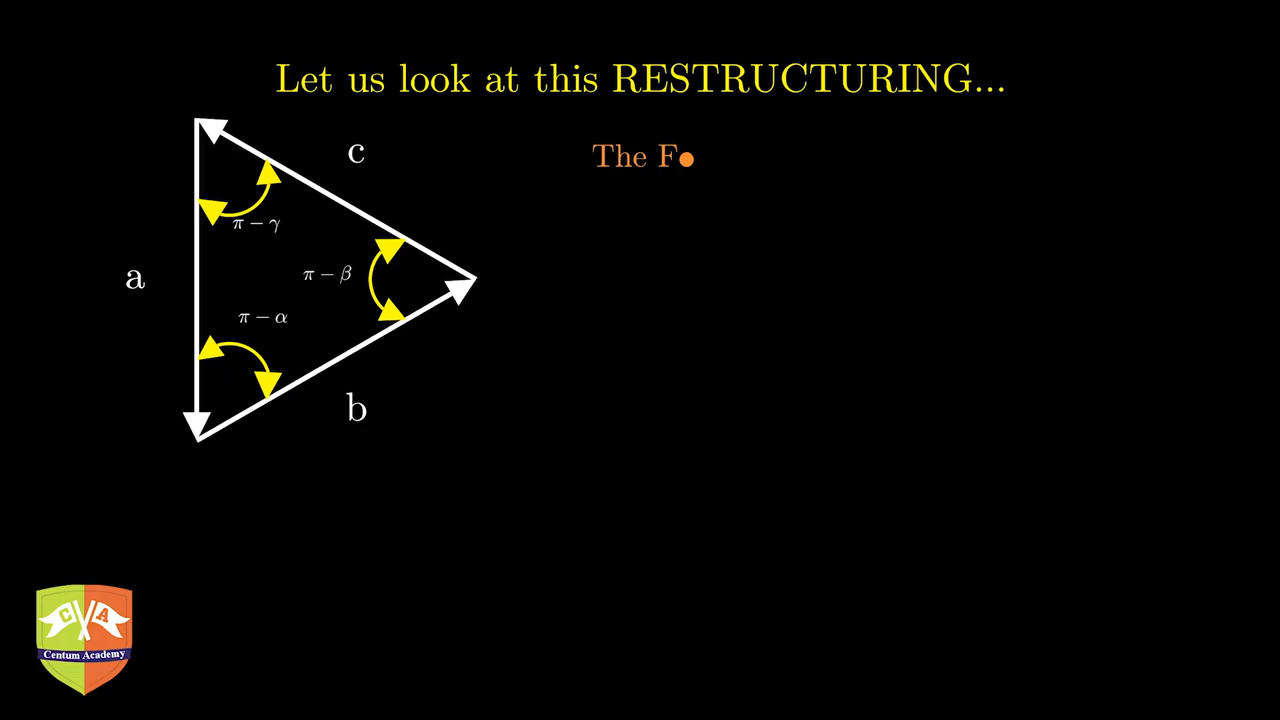 Let us look at this RESTRUCTURING...
The F
c
π − γ
a
π − β
π − α
b
C A
Centum Academy